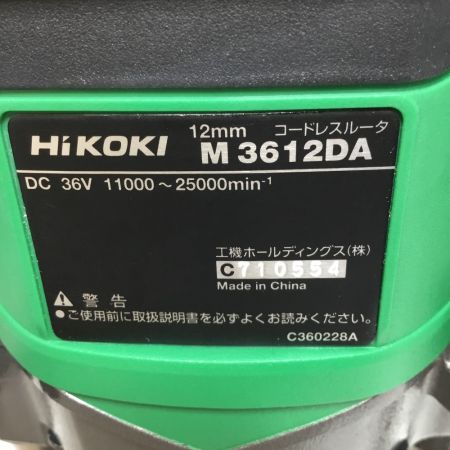 12mm コードレスルータ
HiKOKI M 3612DA
DC 36V 11000～25000min-1
工機ホールディングス(株)
C710554
Made in China
⚠ 警告
●ご使用前に取扱説明書を必ずよくお読みください。
C360228A